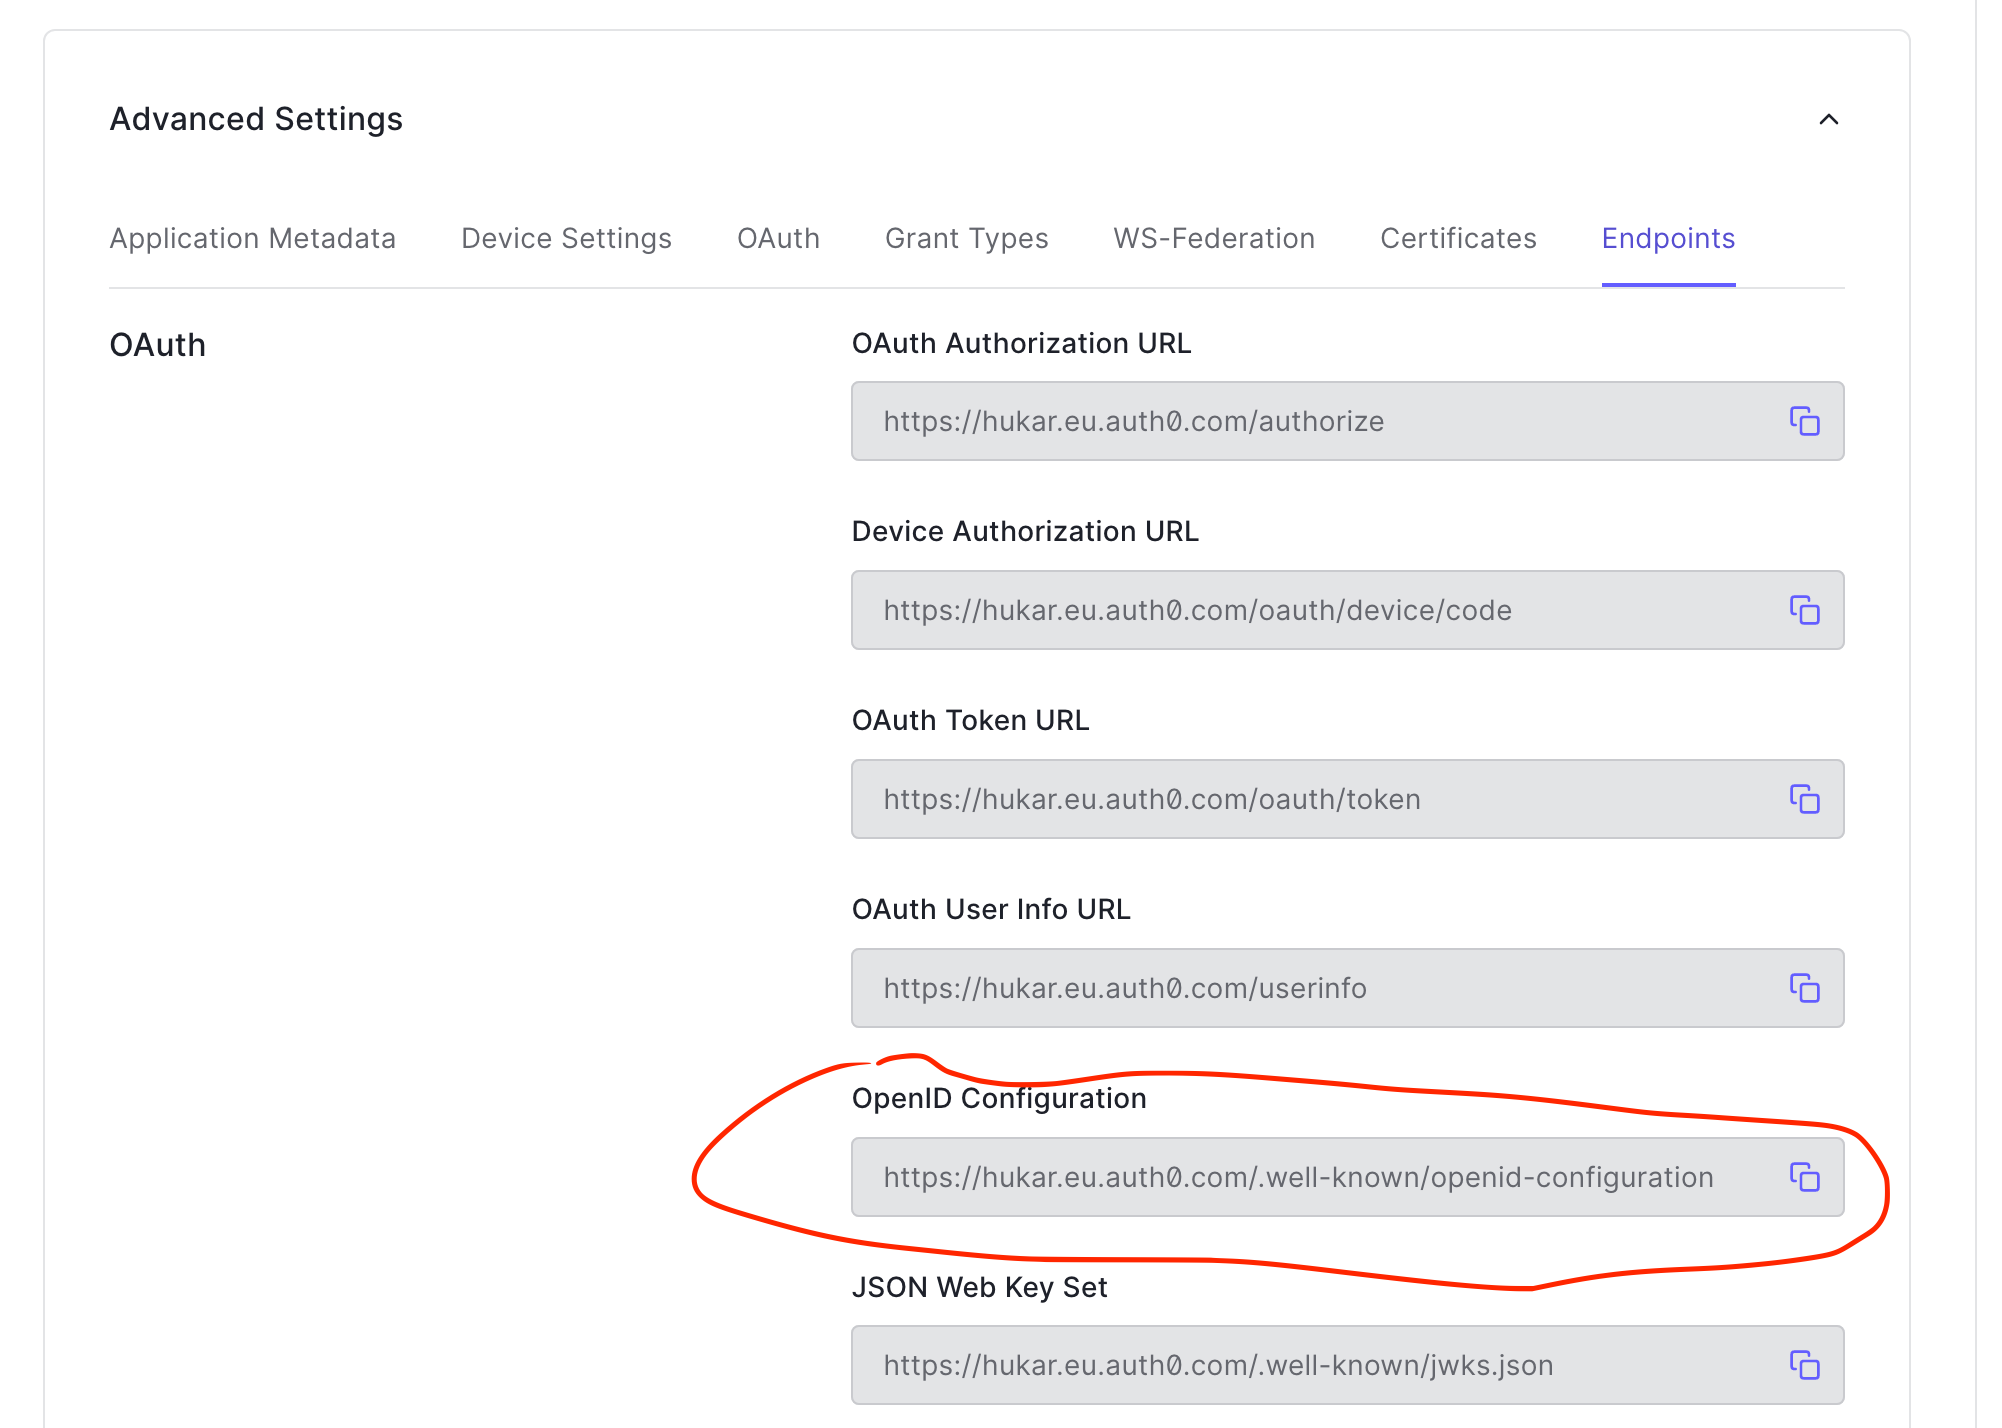 Advanced Settings
Application Metadata Device Settings OAuth Grant Types WS-Federation Certificates Endpoints
OAuth
OAuth Authorization URL
https://hukar.eu.auth0.com/authorize
Device Authorization URL
https://hukar.eu.auth0.com/oauth/device/code
OAuth Token URL
https://hukar.eu.auth0.com/oauth/token
OAuth User Info URL
https://hukar.eu.auth0.com/userinfo
OpenID Configuration
https://hukar.eu.auth0.com/.well-known/openid-configuration
JSON Web Key Set
https://hukar.eu.auth0.com/.well-known/jwks.json